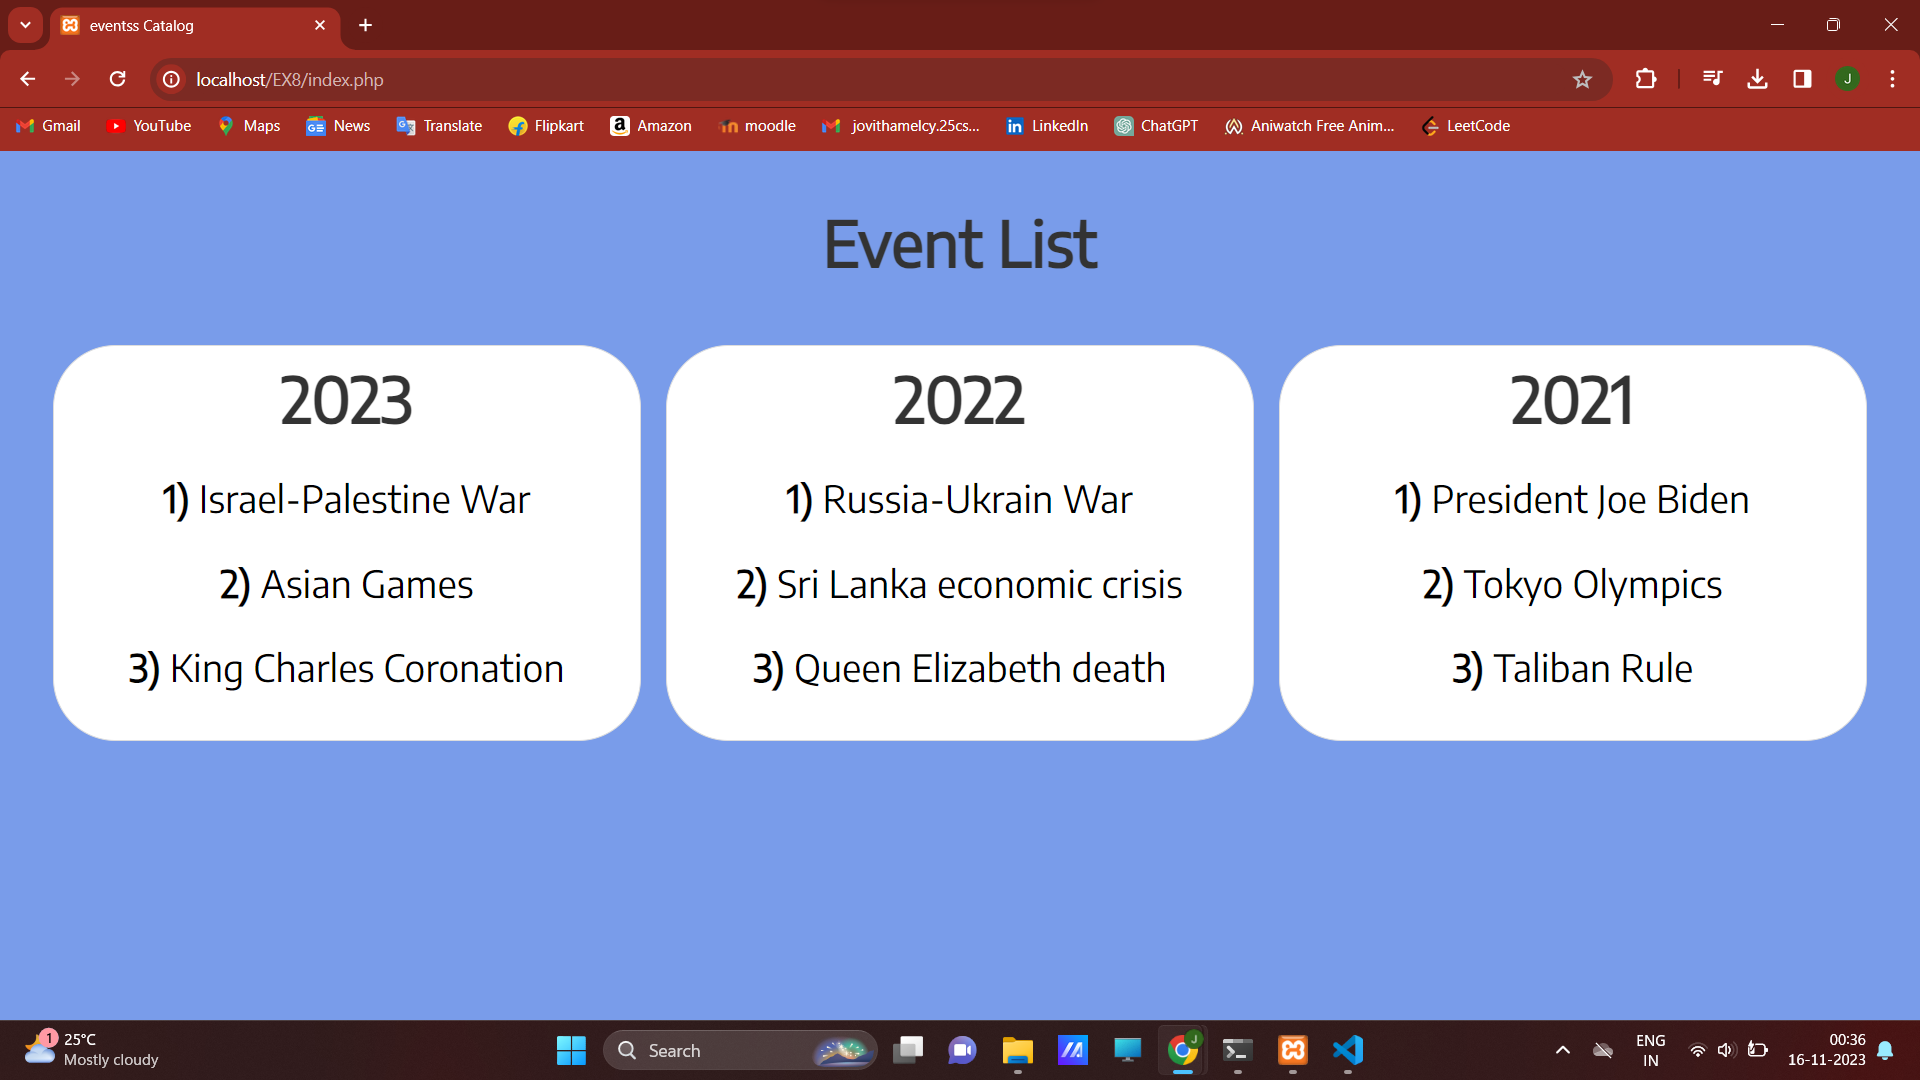 eventss Catalog
localhost/EX8/index.php
J
Gmail YouTube Maps News Translate Flipkart Amazon moodle jovithamelcy.25cs... LinkedIn ChatGPT Aniwatch Free Anim... LeetCode
Event List
2023
1) Israel-Palestine War
2) Asian Games
3) King Charles Coronation
2022
1) Russia-Ukrain War
2) Sri Lanka economic crisis
3) Queen Elizabeth death
2021
1) President Joe Biden
2) Tokyo Olympics
3) Taliban Rule
1
25°C
Mostly cloudy
Search
J
ENG
IN
00:36
16-11-2023